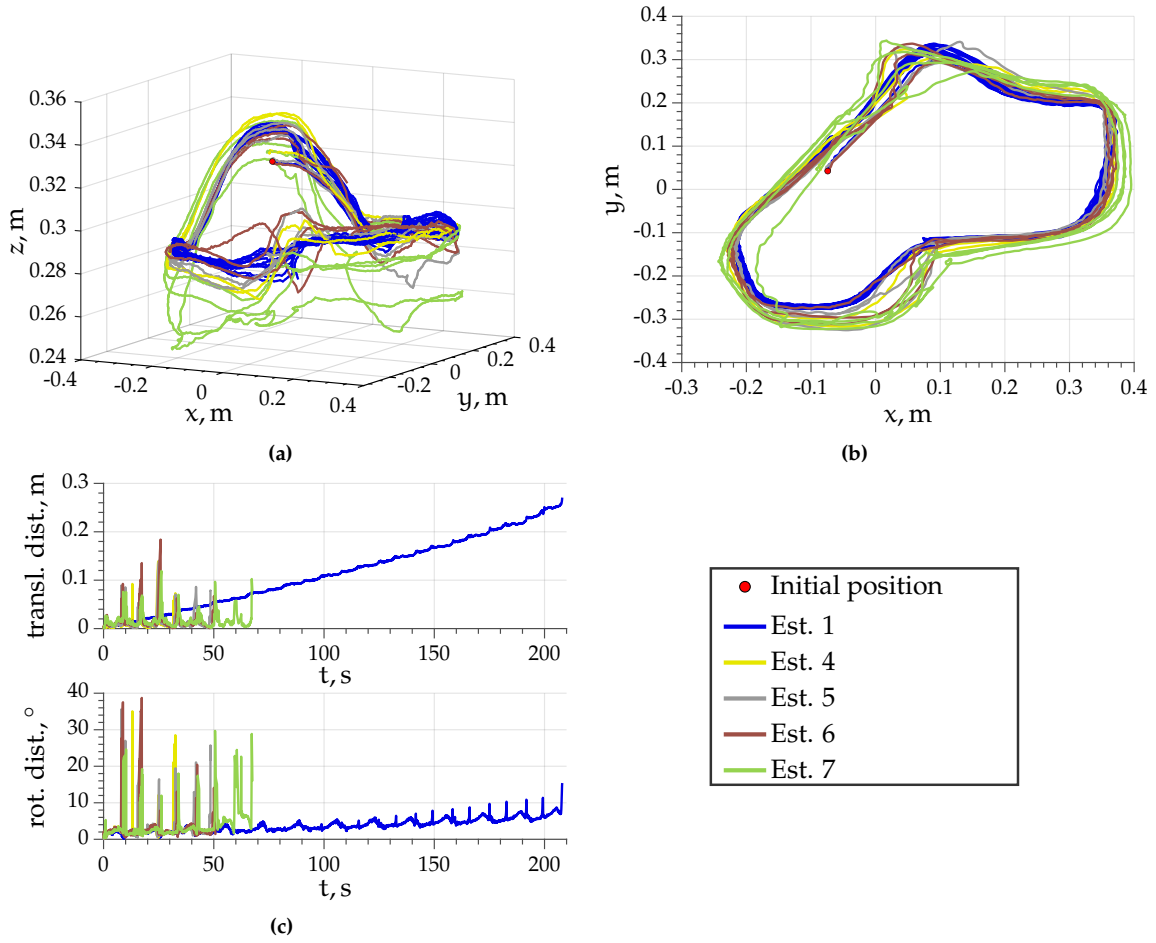 0.36
0.34
0.32
0.3
0.28
0.26
0.24
z, m
-0.4
-0.2
0
0.2
0.4
x, m
-0.2
0
0.2
0.4
y, m
(a)
0.4
0.3
0.2
0.1
0
-0.1
-0.2
-0.3
-0.4
y, m
-0.3
-0.2
-0.1
0
0.1
0.2
0.3
0.4
x, m
(b)
transl. dist., m
0.3
0.2
0.1
0
0
50
100
150
200
t, s
rot. dist., °
40
30
20
10
0
0
50
100
150
200
t, s
(c)
Initial position
Est. 1
Est. 4
Est. 5
Est. 6
Est. 7